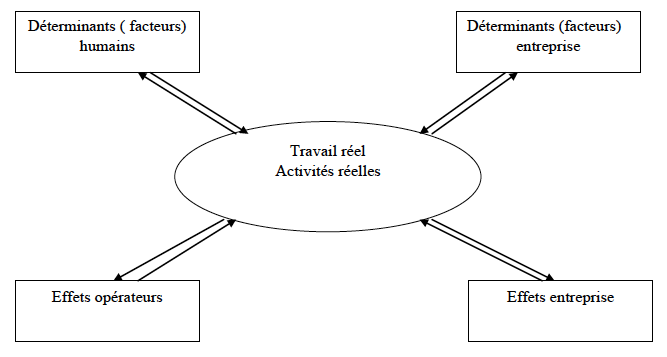 Déterminants ( facteurs)
humains
Déterminants (facteurs)
entreprise
Travail réel
Activités réelles
Effets opérateurs
Effets entreprise